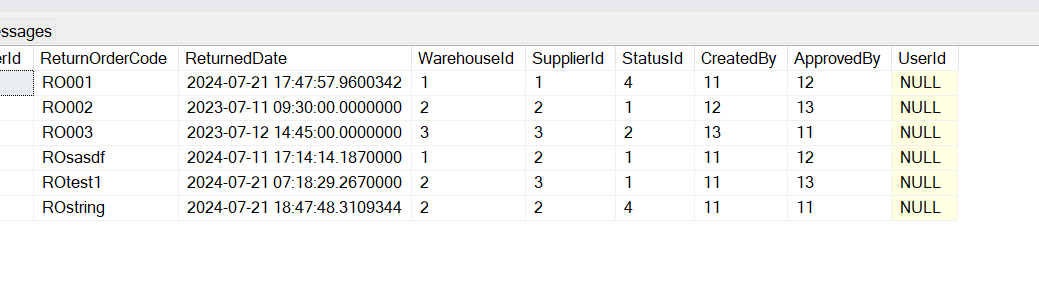 essages
erId ReturnOrderCode ReturnedDate WarehouseId SupplierId StatusId CreatedBy ApprovedBy UserId
RO001 2024-07-21 17:47:57.9600342 1 1 4 11 12 NULL
RO002 2023-07-11 09:30:00.0000000 2 2 1 12 13 NULL
RO003 2023-07-12 14:45:00.0000000 3 3 2 13 11 NULL
ROsasdf 2024-07-11 17:14:14.1870000 1 2 1 11 12 NULL
ROtest1 2024-07-21 07:18:29.2670000 2 3 1 11 13 NULL
ROstring 2024-07-21 18:47:48.3109344 2 2 4 11 11 NULL